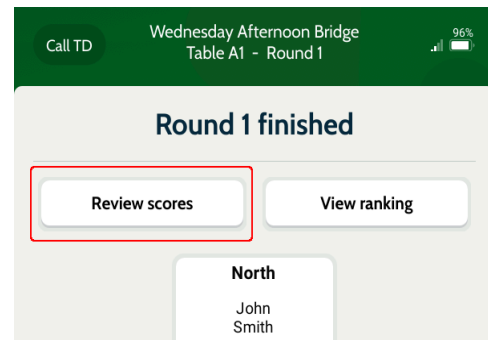 Call TD
Wednesday Afternoon Bridge
Table A1 - Round 1
96%
Round 1 finished
Review scores
View ranking
North
John
Smith